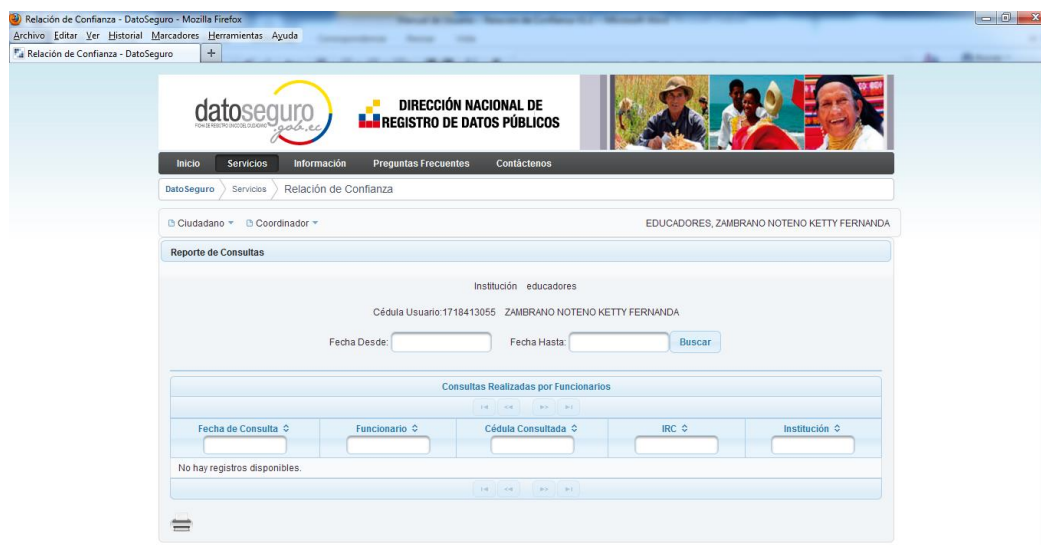 Relación de Confianza - DatoSeguro - Mozilla Firefox
Archivo Editar Ver Historial Marcadores Herramientas Ayuda
Relación de Confianza - DatoSeguro +
datoseguro
.gob.ec
DIRECCIÓN NACIONAL DE
REGISTRO DE DATOS PÚBLICOS
Inicio Servicios Información Preguntas Frecuentes Contáctenos
DatoSeguro Servicios Relación de Confianza
Ciudadano Coordinador EDUCADORES, ZAMBRANO NOTENO KETTY FERNANDA
Reporte de Consultas
Institución educadores
Cédula Usuario:1718413055 ZAMBRANO NOTENO KETTY FERNANDA
Fecha Desde: Fecha Hasta: Buscar
Consultas Realizadas por Funcionarios
Fecha de Consulta Funcionario Cédula Consultada IRC Institución
No hay registros disponibles.